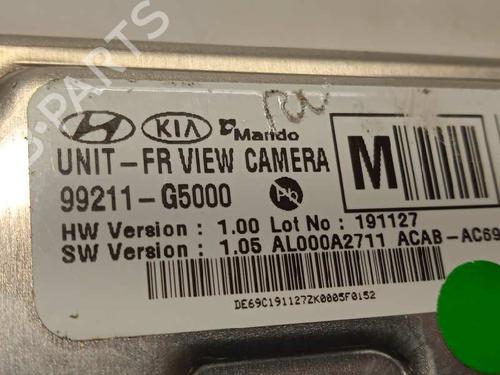 KIA Mando
UNIT-FR VIEW CAMERA
M
99211-G5000 Pb
HW Version : 1.00 Lot No : 191127
SW Version : 1.05 AL000A2711 ACAB-AC69
DE69C191127ZK0005F0152